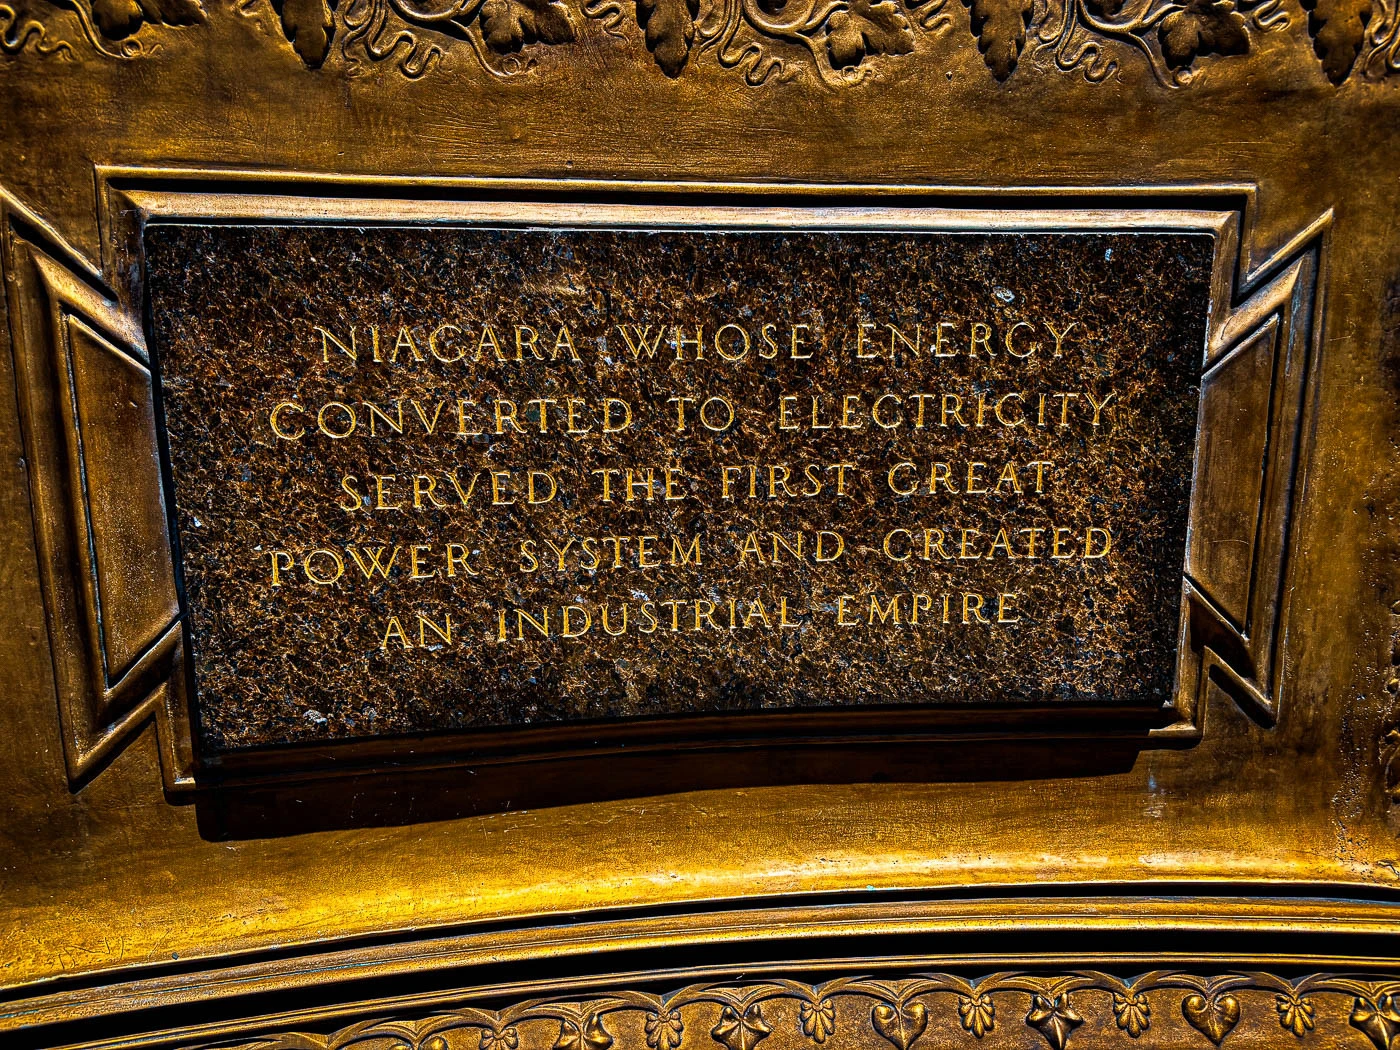 NIAGARA WHOSE ENERGY
CONVERTED TO ELECTRICITY
SERVED THE FIRST GREAT
POWER SYSTEM AND CREATED
AN INDUSTRIAL EMPIRE